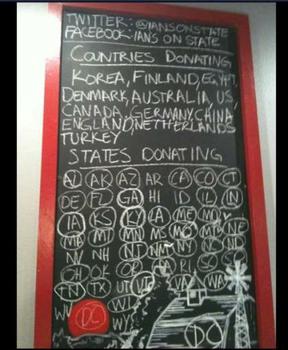 TWITTER: @IANSONSTATE
FACEBOOK: IANS ON STATE
COUNTRIES DONATING
KOREA, FINLAND, EGYPT,
DENMARK, AUSTRALIA, US,
CANADA, GERMANY, CHINA
ENGLAND, NETHERLANDS
TURKEY
STATES DONATING
AL AK AZ AR CA CO CT
DE FL GA HI ID IL IN
IA KS KY LA ME MD
MA MI MN MS MO MT NE
NV NH NM NY NC ND
OH OK OR RI SC
TN TX UT VT VA WA
WV WI
WY
DC
DC